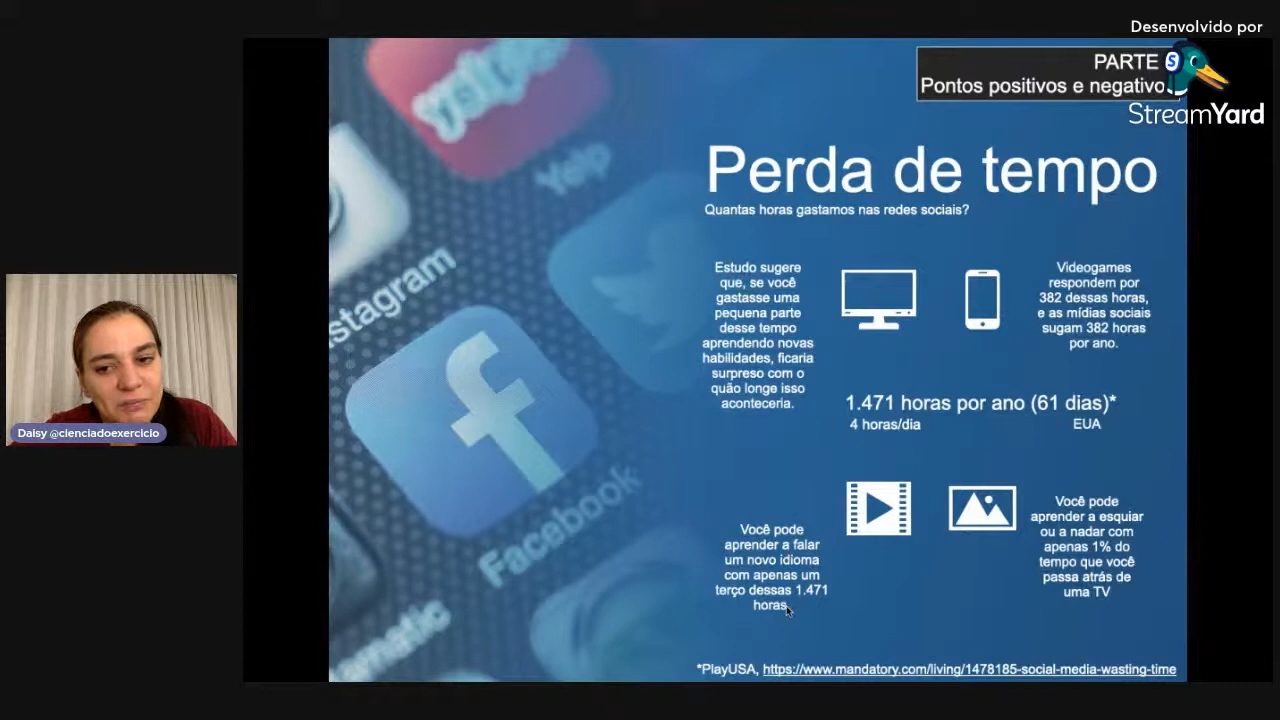 Desenvolvido por
StreamYard
PARTE
Pontos positivos e negativo
Perda de tempo
Quantas horas gastamos nas redes sociais?
Estudo sugere
que, se você
gastasse uma
pequena parte
desse tempo
aprendendo novas
habilidades, ficaria
surpreso com o
quão longe isso
aconteceria.
Videogames
respondem por
382 dessas horas,
e as mídias sociais
sugam 382 horas
por ano.
1.471 horas por ano (61 dias)*
4 horas/dia
EUA
Você pode
aprender a falar
um novo idioma
com apenas um
terço dessas 1.471
horas.
Você pode
aprender a esquiar
ou a nadar com
apenas 1% do
tempo que você
passa atrás de
uma TV
*PlayUSA, https://www.mandatory.com/living/1478185-social-media-wasting-time
Yelp
stagram
f
Facebook
Daisy @cienciadoexercicio